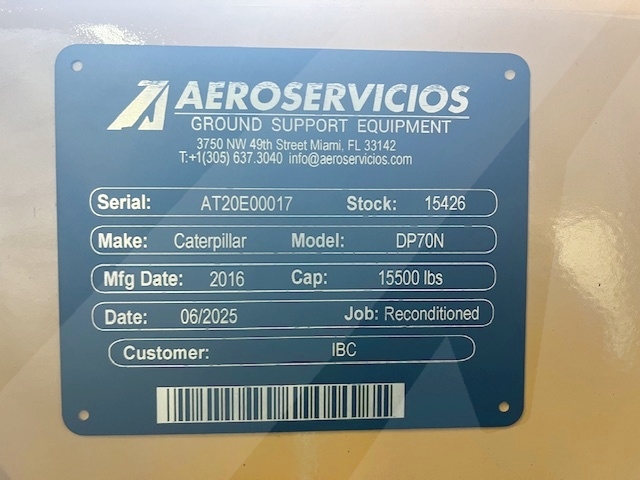 AEROSERVICIOS
GROUND SUPPORT EQUIPMENT
3750 NW 49th Street Miami, FL 33142
T:+1(305) 637.3040 info@aeroservicios.com
Serial: AT20E00017 Stock: 15426
Make: Caterpillar Model: DP70N
Mfg Date: 2016 Cap: 15500 lbs
Date: 06/2025 Job: Reconditioned
Customer: IBC